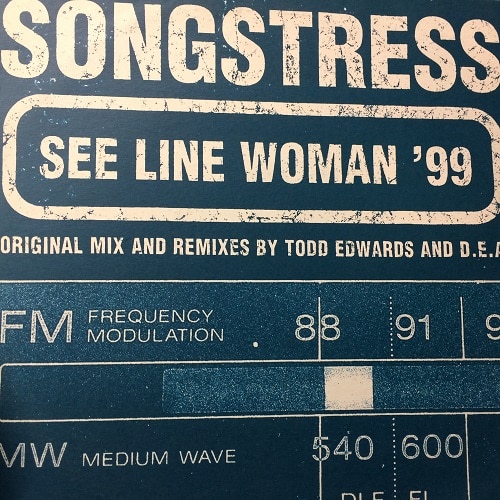 SONGSTRESS
SEE LINE WOMAN ’99
ORIGINAL MIX AND REMIXES BY TODD EDWARDS AND D.E.A
FM FREQUENCY MODULATION 88 91 9
MW MEDIUM WAVE 540 600